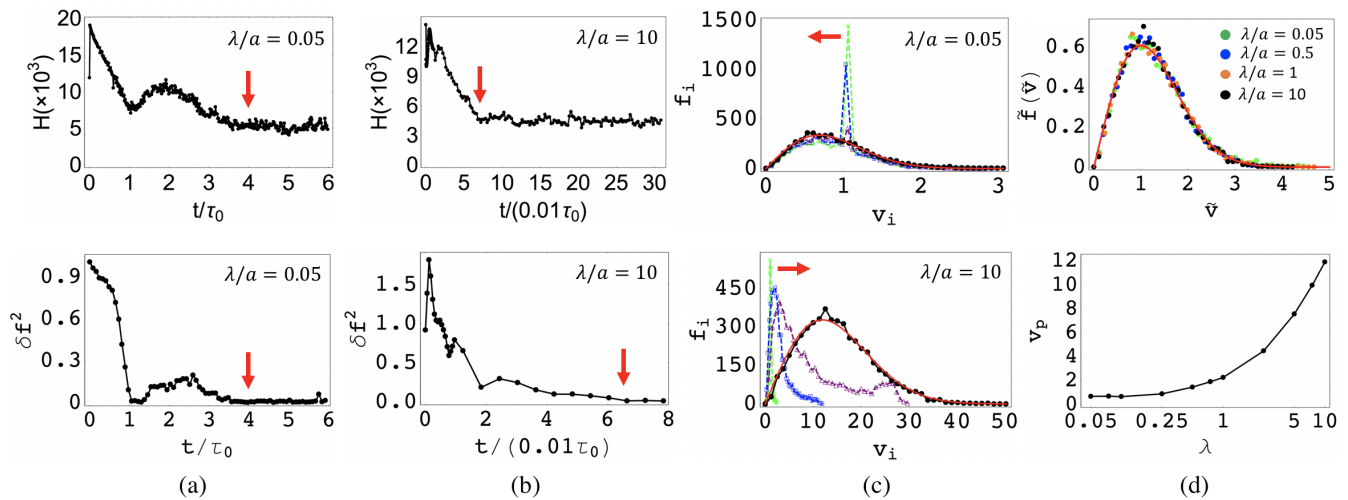 20
15
10
5
0
H(×10³)
λ/a = 0.05
0 1 2 3 4 5 6
t/τ₀
12
9
6
3
0
H(×10³)
λ/a = 10
0 5 10 15 20 25 30
t/(0.01τ₀)
1500
1000
500
0
fᵢ
λ/a = 0.05
0 1 2 3
vᵢ
0.6
0.4
0.2
0
f̃(ṽ)
λ/a = 0.05
λ/a = 0.5
λ/a = 1
λ/a = 10
0 1 2 3 4 5
ṽ
0.9
0.6
0.3
0
δf²
λ/a = 0.05
0 1 2 3 4 5 6
t/τ₀
(a)
1.8
1.5
1.0
0.5
0.0
δf²
λ/a = 10
0 2 4 6 8
t/(0.01τ₀)
(b)
450
300
150
0
fᵢ
λ/a = 10
0 10 20 30 40 50
vᵢ
(c)
12
10
8
6
4
2
0
vₚ
0.05 0.25 1 5 10
λ
(d)